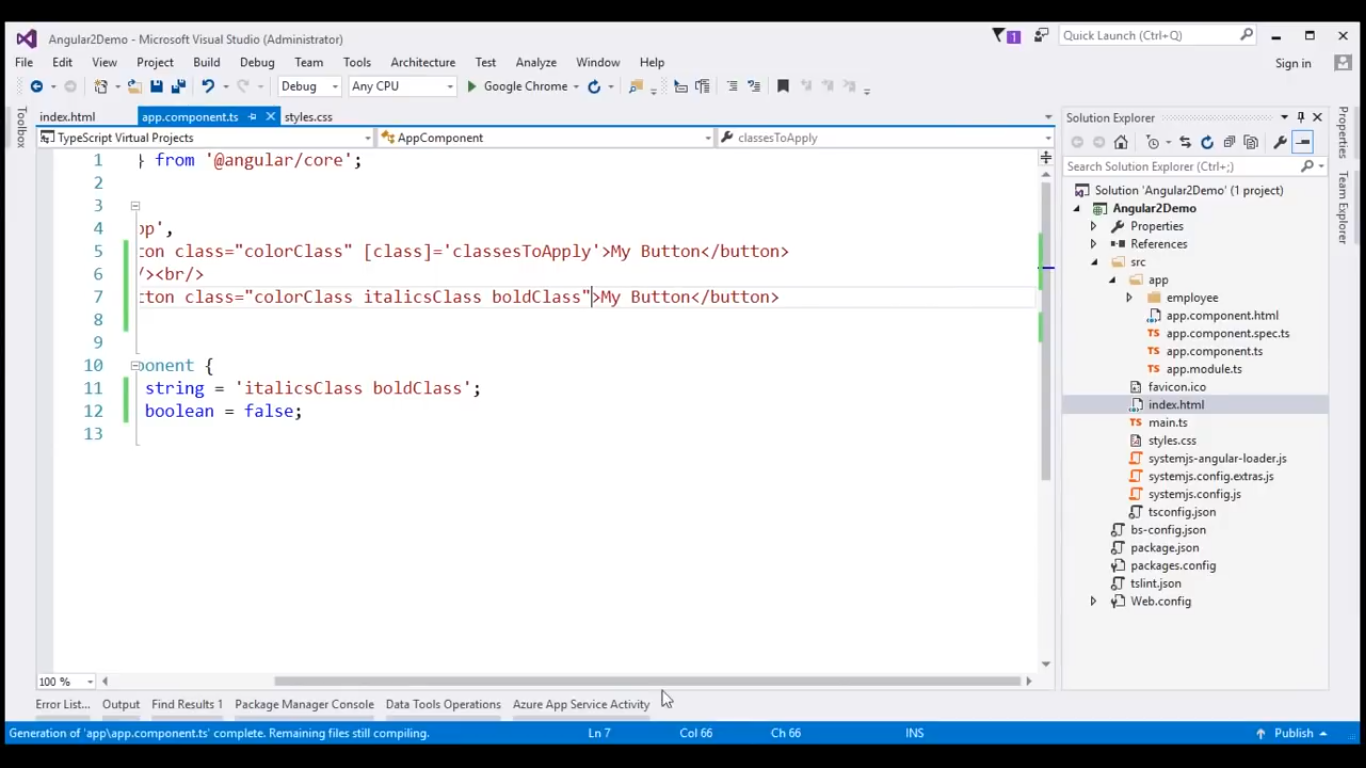 Angular2Demo - Microsoft Visual Studio (Administrator)
1
Quick Launch (Ctrl+Q)
File Edit View Project Build Debug Team Tools Architecture Test Analyze Window Help
Sign in
Debug Any CPU Google Chrome
Toolbox
index.html app.component.ts styles.css
TypeScript Virtual Projects AppComponent classesToApply
1 } from '@angular/core';
2
3
4 pp',
5 ton class="colorClass" [class]='classesToApply'>My Button</button>
6 /><br/>
7 tton class="colorClass italicsClass boldClass">My Button</button>
8
9
10 ponent {
11 string = 'italicsClass boldClass';
12 boolean = false;
13
100 %
Error List... Output Find Results 1 Package Manager Console Data Tools Operations Azure App Service Activity
Generation of 'app\app.component.ts' complete. Remaining files still compiling. Ln 7 Col 66 Ch 66 INS Publish
Solution Explorer
Search Solution Explorer (Ctrl+;)
Solution 'Angular2Demo' (1 project)
Angular2Demo
Properties
References
src
app
employee
app.component.html
app.component.spec.ts
app.component.ts
app.module.ts
favicon.ico
index.html
main.ts
styles.css
systemjs-angular-loader.js
systemjs.config.extras.js
systemjs.config.js
tsconfig.json
bs-config.json
package.json
packages.config
tslint.json
Web.config
Properties
Team Explorer